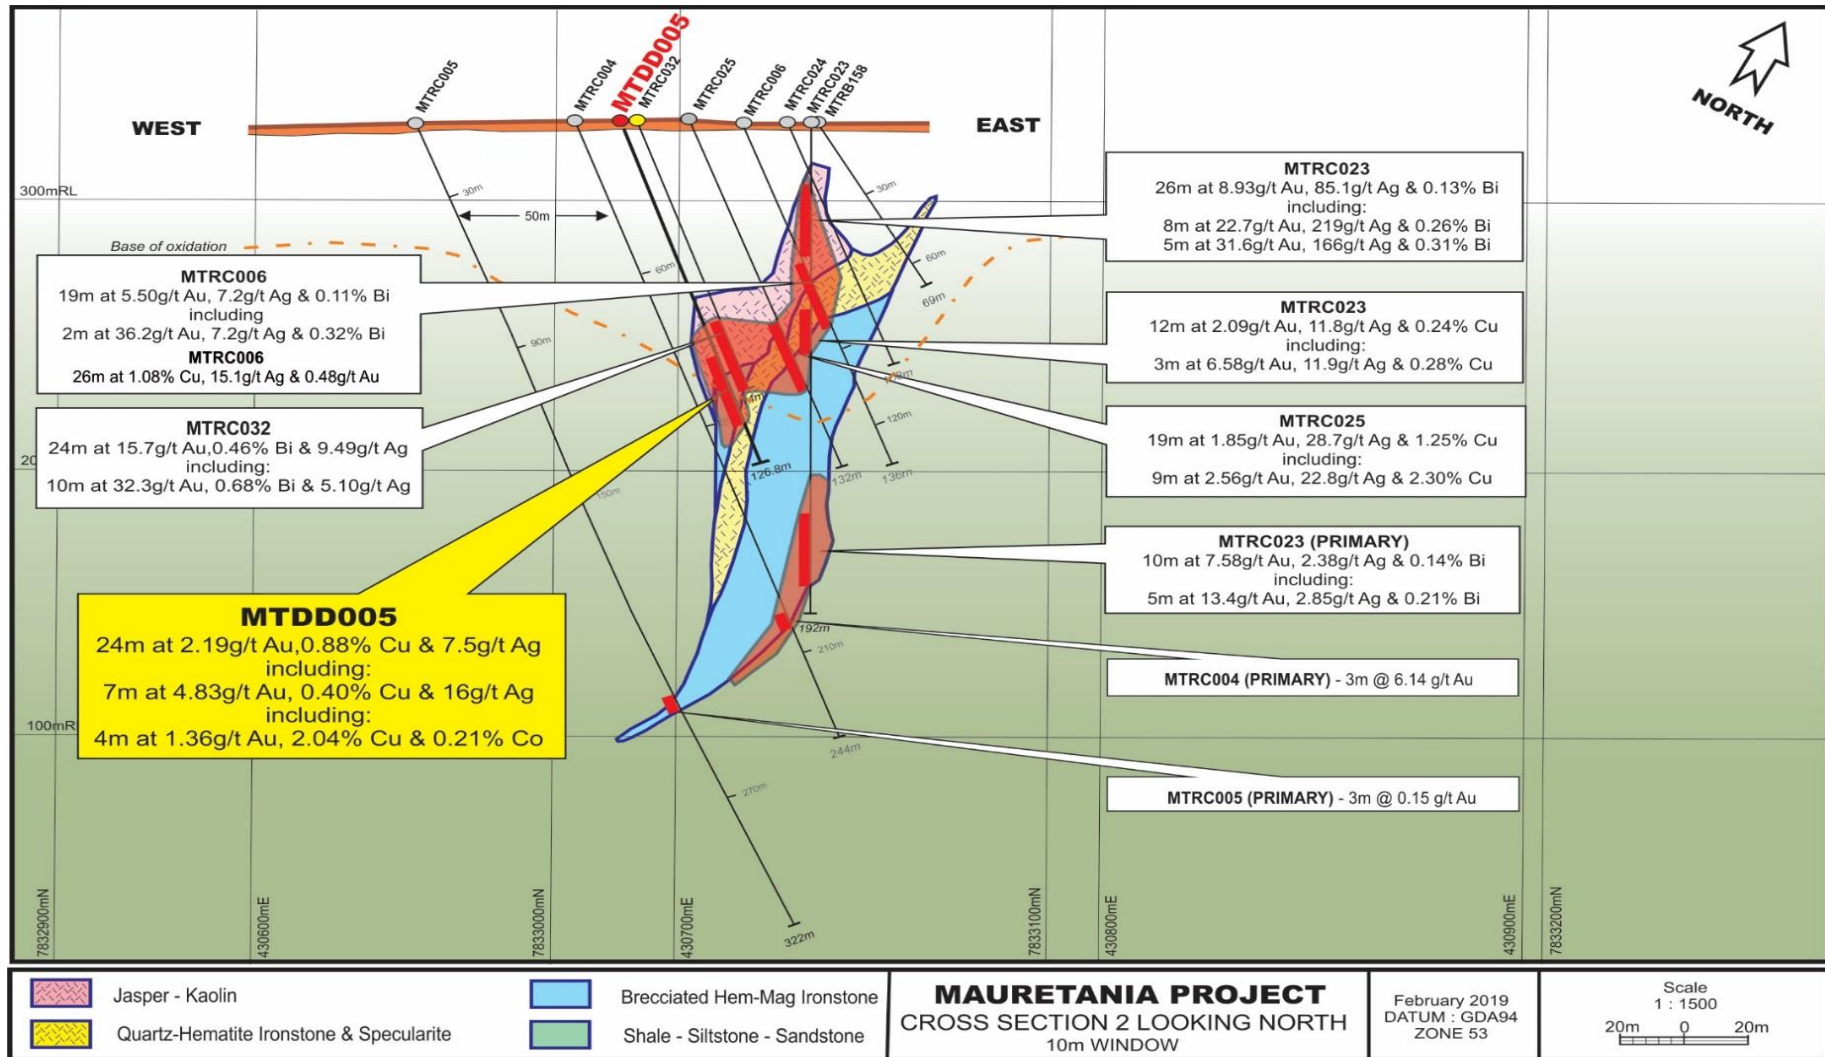 MTRC005
MTRC004
MTDD005
MTRC032
MTRC025
MTRC006
MTRC024
MTRC023
MTRB158
WEST
EAST
NORTH
300mRL
30m
50m
30m
Base of oxidation
60m
60m
69m
90m
120m
126.8m
132m
136m
150m
192m
210m
100mR
244m
270m
322m
MTRC006
19m at 5.50g/t Au, 7.2g/t Ag & 0.11% Bi
including
2m at 36.2g/t Au, 7.2g/t Ag & 0.32% Bi
MTRC006
26m at 1.08% Cu, 15.1g/t Ag & 0.48g/t Au
MTRC032
24m at 15.7g/t Au,0.46% Bi & 9.49g/t Ag
including:
10m at 32.3g/t Au, 0.68% Bi & 5.10g/t Ag
MTDD005
24m at 2.19g/t Au,0.88% Cu & 7.5g/t Ag
including:
7m at 4.83g/t Au, 0.40% Cu & 16g/t Ag
including:
4m at 1.36g/t Au, 2.04% Cu & 0.21% Co
MTRC023
26m at 8.93g/t Au, 85.1g/t Ag & 0.13% Bi
including:
8m at 22.7g/t Au, 219g/t Ag & 0.26% Bi
5m at 31.6g/t Au, 166g/t Ag & 0.31% Bi
MTRC023
12m at 2.09g/t Au, 11.8g/t Ag & 0.24% Cu
including:
3m at 6.58g/t Au, 11.9g/t Ag & 0.28% Cu
MTRC025
19m at 1.85g/t Au, 28.7g/t Ag & 1.25% Cu
including:
9m at 2.56g/t Au, 22.8g/t Ag & 2.30% Cu
MTRC023 (PRIMARY)
10m at 7.58g/t Au, 2.38g/t Ag & 0.14% Bi
including:
5m at 13.4g/t Au, 2.85g/t Ag & 0.21% Bi
MTRC004 (PRIMARY) - 3m @ 6.14 g/t Au
MTRC005 (PRIMARY) - 3m @ 0.15 g/t Au
7832900mN
430600mE
7833000mN
430700mE
7833100mN
430800mE
430900mE
7833200mN
Jasper - Kaolin
Quartz-Hematite Ironstone & Specularite
Brecciated Hem-Mag Ironstone
Shale - Siltstone - Sandstone
MAURETANIA PROJECT
CROSS SECTION 2 LOOKING NORTH
10m WINDOW
February 2019
DATUM : GDA94
ZONE 53
Scale
1 : 1500
20m 0 20m